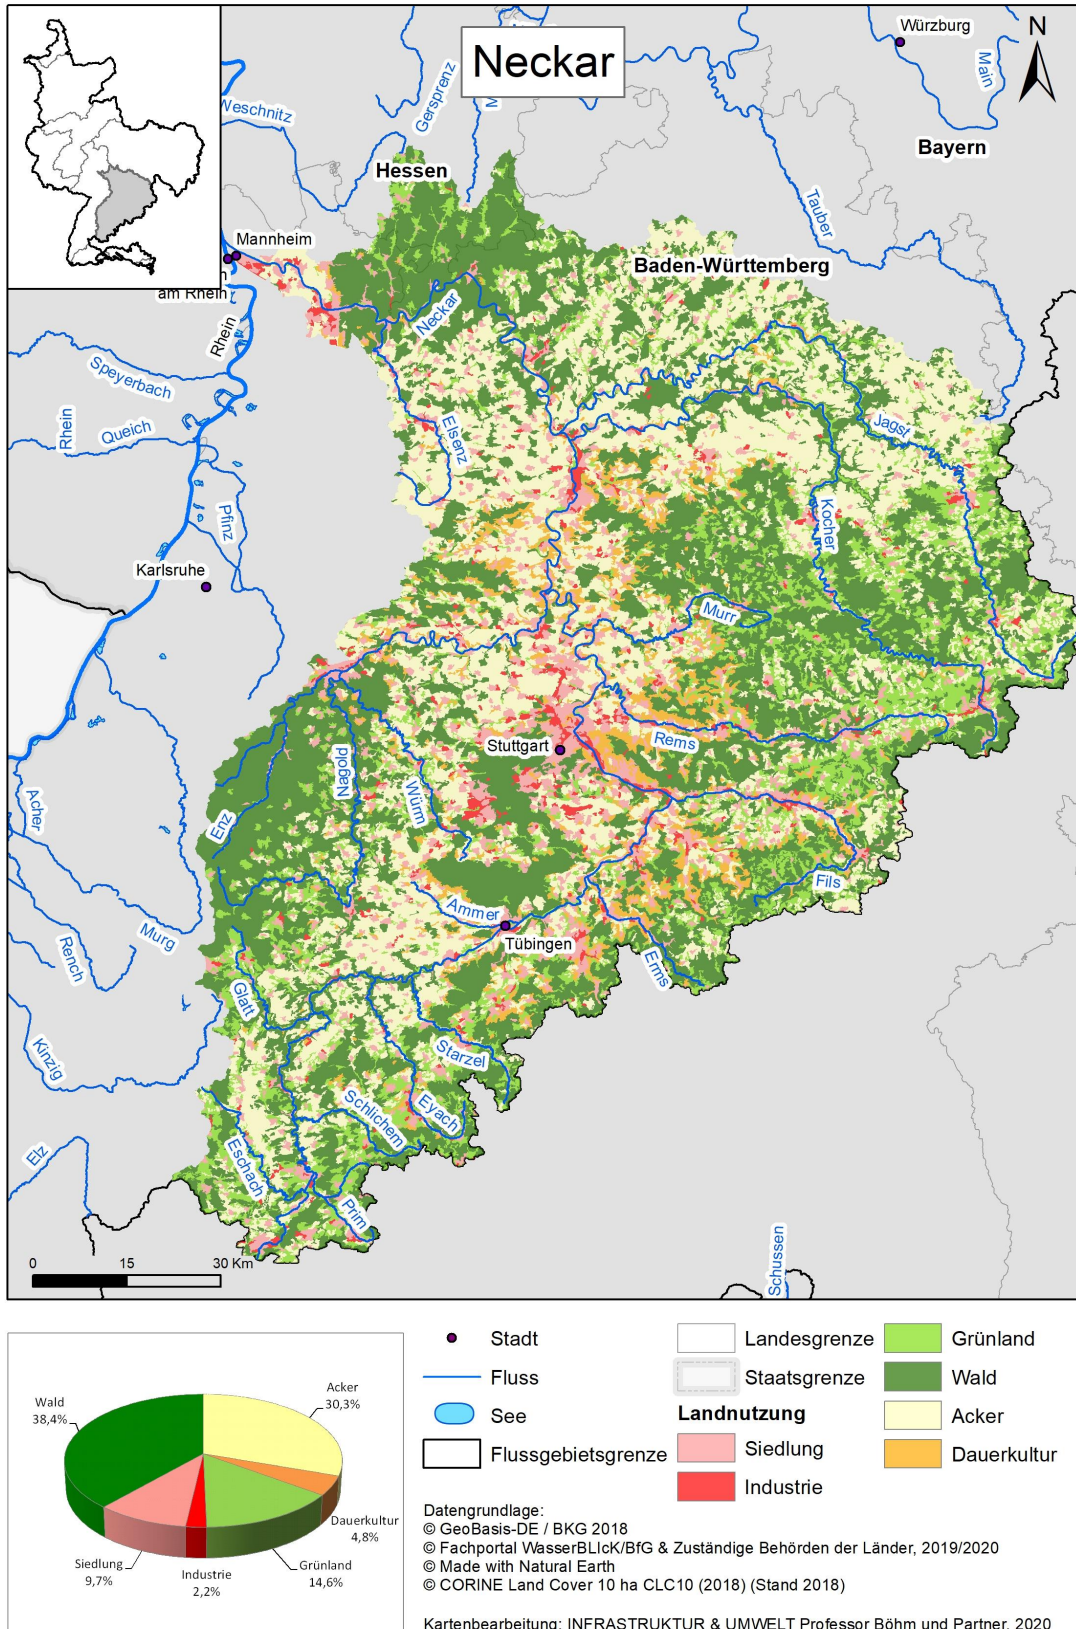 Neckar
N
Würzburg
Main
Bayern
Gersprenz
M
Weschnitz
Hessen
Tauber
Mannheim
am Rhein
Baden-Württemberg
Neckar
Rhein
Speyerbach
Rhein
Queich
Elsenz
Jagst
Kocher
Pfinz
Karlsruhe
Murr
Rems
Stuttgart
Nagold
Würm
Enz
Acher
Fils
Ammer
Tübingen
Murg
Rench
Erms
Glatt
Kinzig
Starzel
Eyach
Schlichem
Eschach
Elz
Prim
Schussen
0 15 30 Km
Wald
38,4%
Acker
30,3%
Dauerkultur
4,8%
Grünland
14,6%
Industrie
2,2%
Siedlung
9,7%
Stadt
Fluss
See
Flussgebietsgrenze
Landesgrenze
Staatsgrenze
Landnutzung
Siedlung
Industrie
Grünland
Wald
Acker
Dauerkultur
Datengrundlage:
© GeoBasis-DE / BKG 2018
© Fachportal WasserBLIcK/BfG & Zuständige Behörden der Länder, 2019/2020
© Made with Natural Earth
© CORINE Land Cover 10 ha CLC10 (2018) (Stand 2018)
Kartenbearbeitung: INFRASTRUKTUR & UMWELT Professor Böhm und Partner, 2020